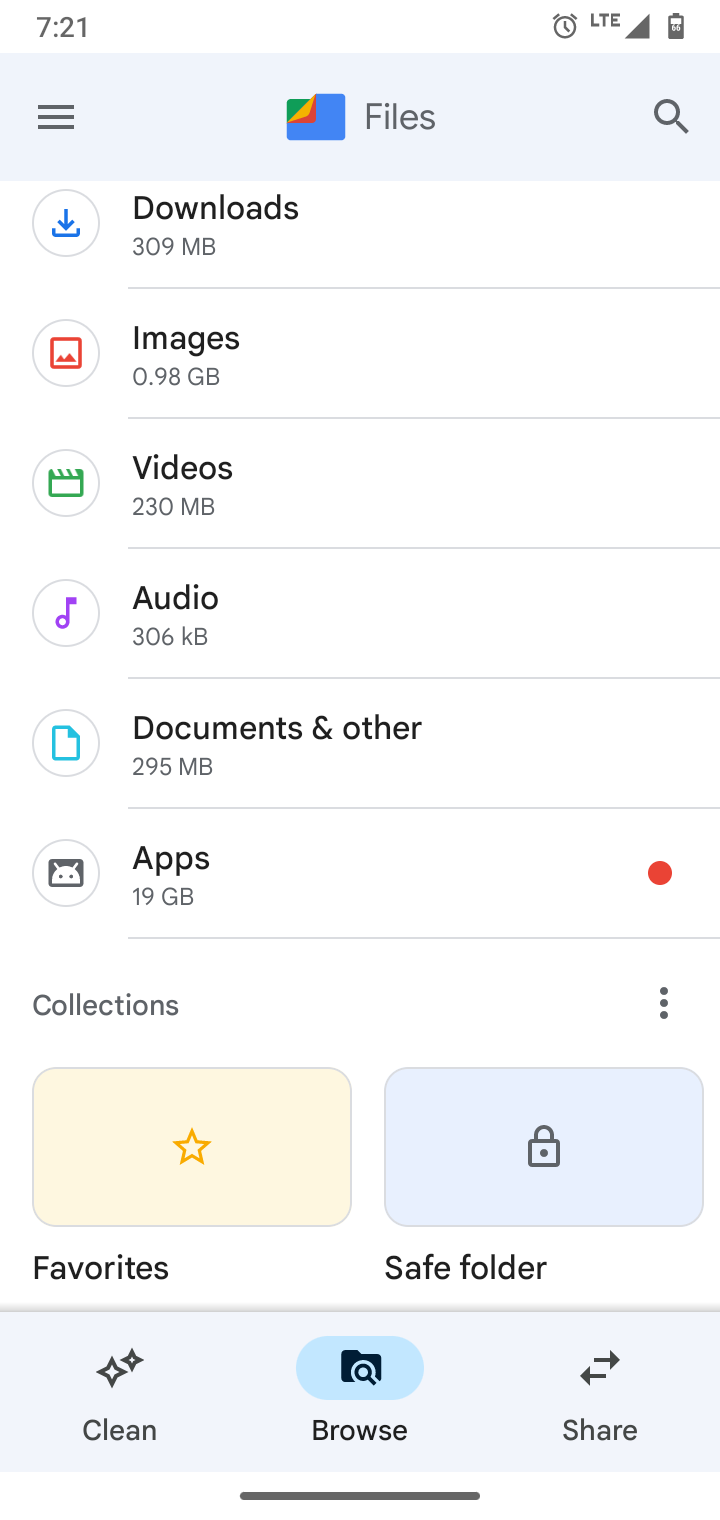 7:21
LTE
66
Files
Downloads
309 MB
Images
0.98 GB
Videos
230 MB
Audio
306 kB
Documents & other
295 MB
Apps
19 GB
Collections
Favorites
Safe folder
Clean
Browse
Share